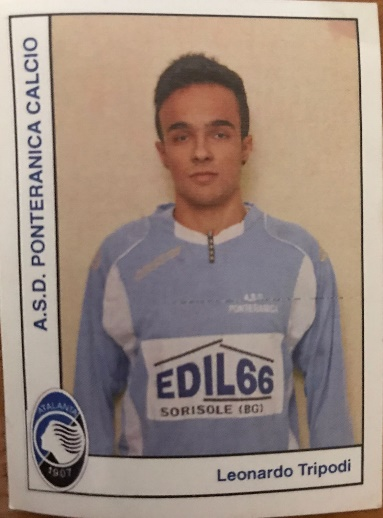 A.S.D. PONTERANICA CALCIO
A.S.D.
PONTERANICA
EDIL66
SORISOLE (BG)
ATALANTA
1907
Leonardo Tripodi